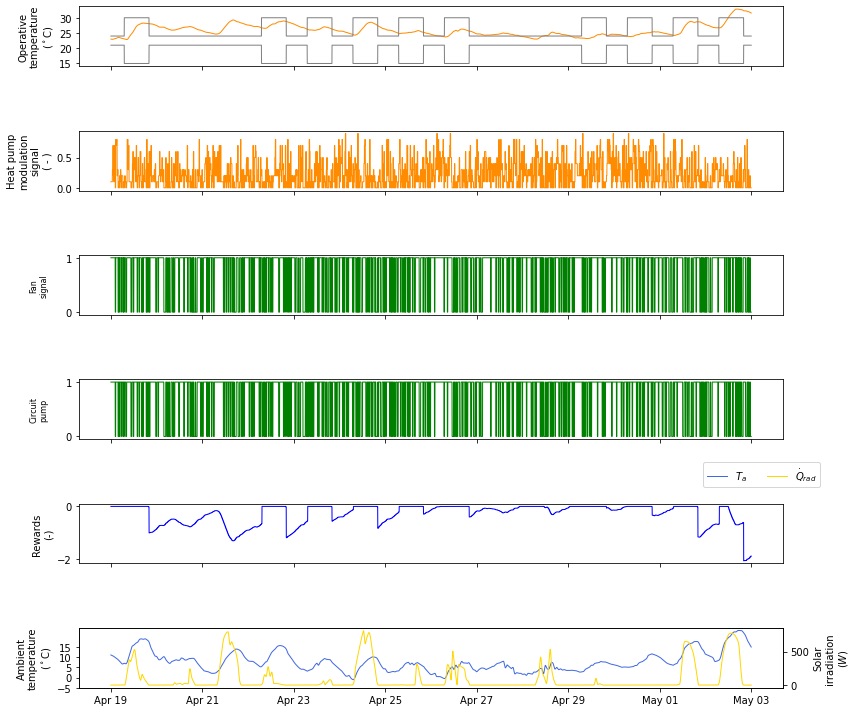 Operative
temperature
(°C)
30
25
20
15
Heat pump
modulation
signal
( - )
0.5
0.0
Fan
signal
1
0
Circuit
pump
1
0
T_a
Q̇_rad
Rewards
(-)
0
−2
Ambient
temperature
(°C)
15
10
5
0
−5
500
0
Solar
irradiation
(W)
Apr 19 Apr 21 Apr 23 Apr 25 Apr 27 Apr 29 May 01 May 03